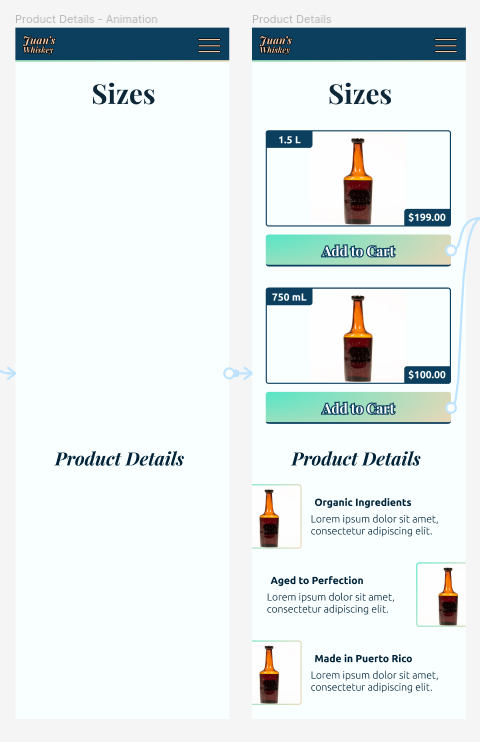 Product Details - Animation
Juan's
Whiskey
Sizes
Product Details
Product Details
Juan's
Whiskey
Sizes
1.5 L
$199.00
Add to Cart
750 mL
$100.00
Add to Cart
Product Details
Organic Ingredients
Lorem ipsum dolor sit amet,
consectetur adipiscing elit.
Aged to Perfection
Lorem ipsum dolor sit amet,
consectetur adipiscing elit.
Made in Puerto Rico
Lorem ipsum dolor sit amet,
consectetur adipiscing elit.